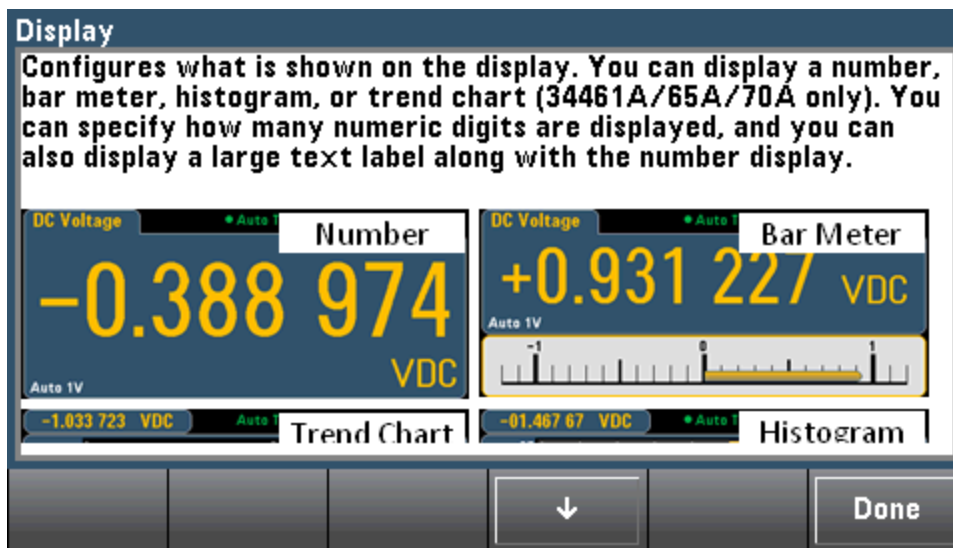 Display
Configures what is shown on the display. You can display a number,
bar meter, histogram, or trend chart (34461A/65A/70A only). You
can specify how many numeric digits are displayed, and you can
also display a large text label along with the number display.
DC Voltage
Auto
Number
-0.388 974
VDC
Auto 1V
DC Voltage
Auto
Bar Meter
+0.931 227 VDC
Auto 1V
-1 0 1
-1.033 723 VDC
Auto
Trend Chart
-01.467 67 VDC
Auto
Histogram
↓
Done